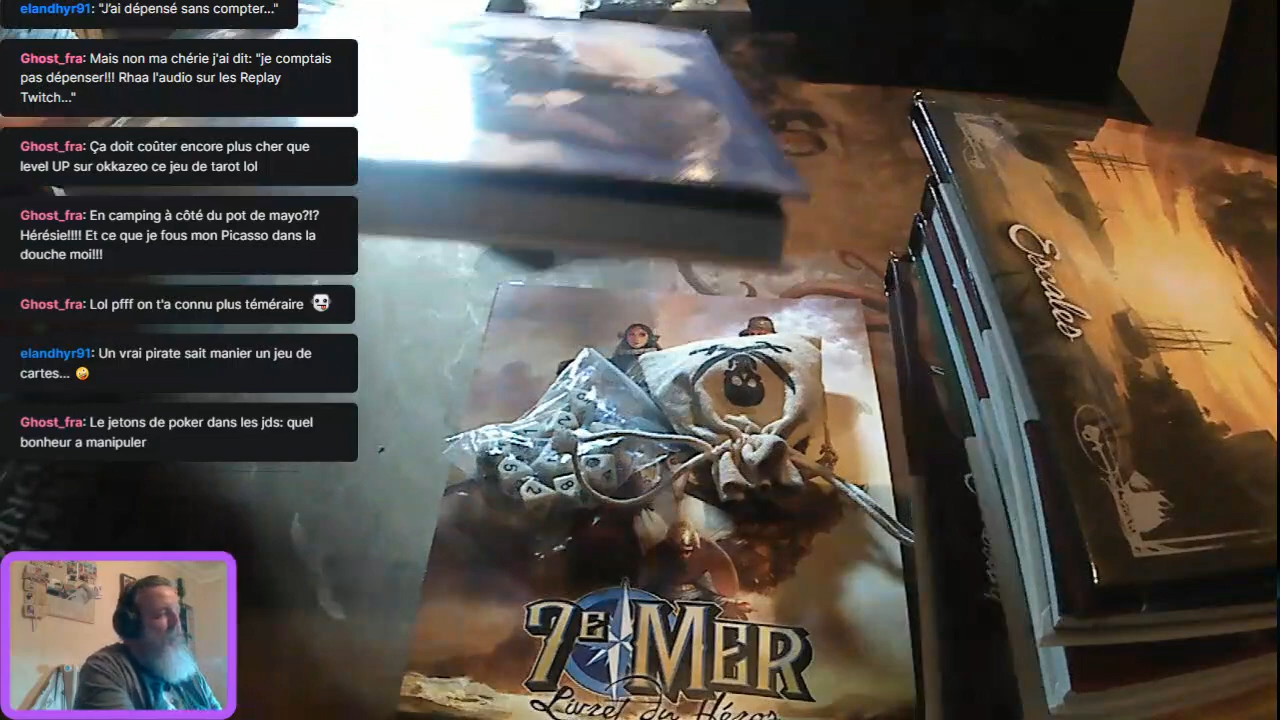 elandhyr91: "J'ai dépensé sans compter..."
Ghost_fra: Mais non ma chérie j'ai dit: "je comptais
pas dépenser!!! Rhaa l'audio sur les Replay
Twitch..."
Ghost_fra: Ça doit coûter encore plus cher que
level UP sur okkazeo ce jeu de tarot lol
Ghost_fra: En camping à côté du pot de mayo?!?
Hérésie!!!! Et ce que je fous mon Picasso dans la
douche moi!!!
Ghost_fra: Lol pfff on t'a connu plus téméraire
elandhyr91: Un vrai pirate sait manier un jeu de
cartes...
Ghost_fra: Le jetons de poker dans les jds: quel
bonheur a manipuler
Escales
5
2
8
7E MER
Livret du Héros